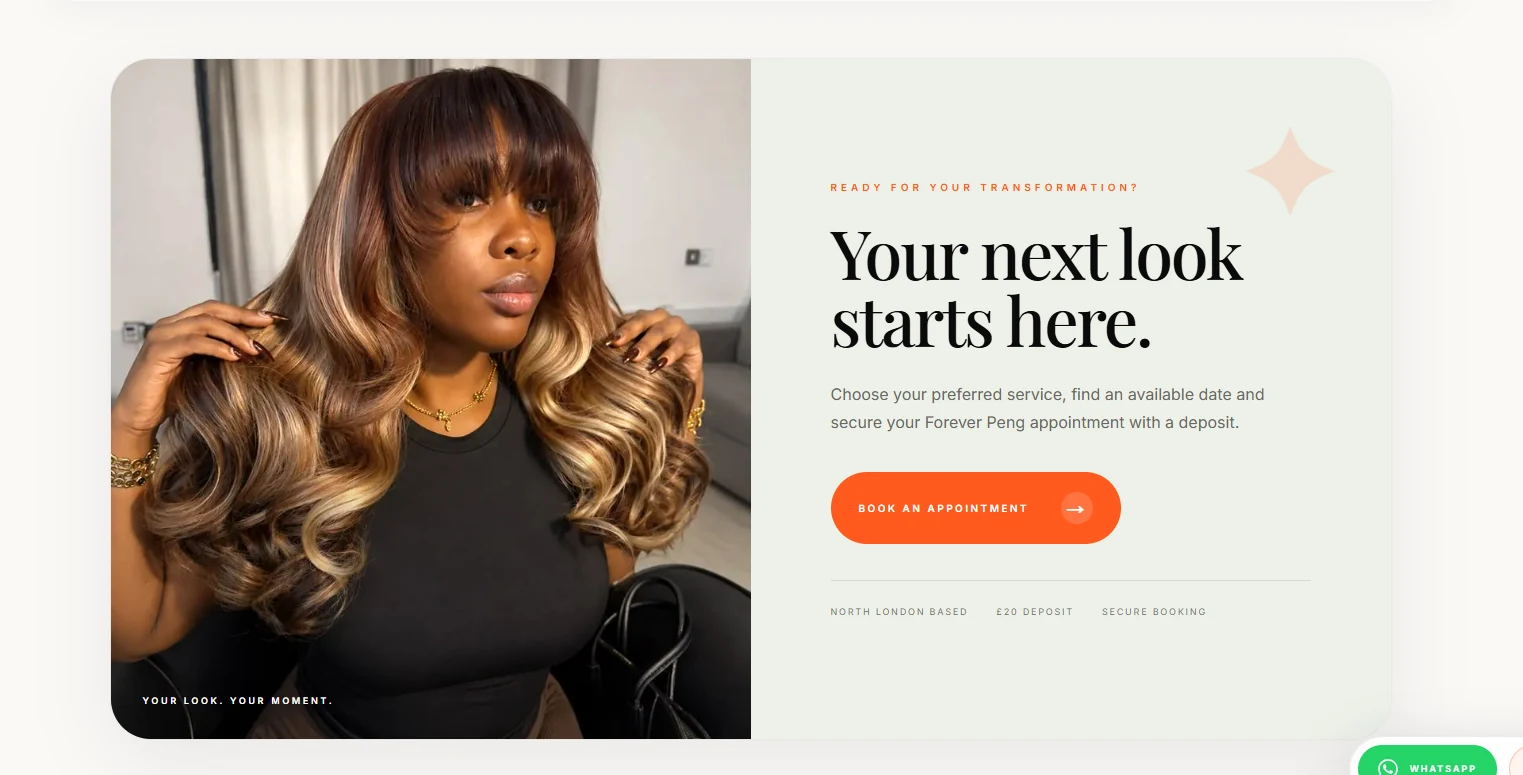 READY FOR YOUR TRANSFORMATION?
Your next look
starts here.
Choose your preferred service, find an available date and
secure your Forever Peng appointment with a deposit.
BOOK AN APPOINTMENT →
NORTH LONDON BASED £20 DEPOSIT SECURE BOOKING
YOUR LOOK. YOUR MOMENT.
WHATSAPP